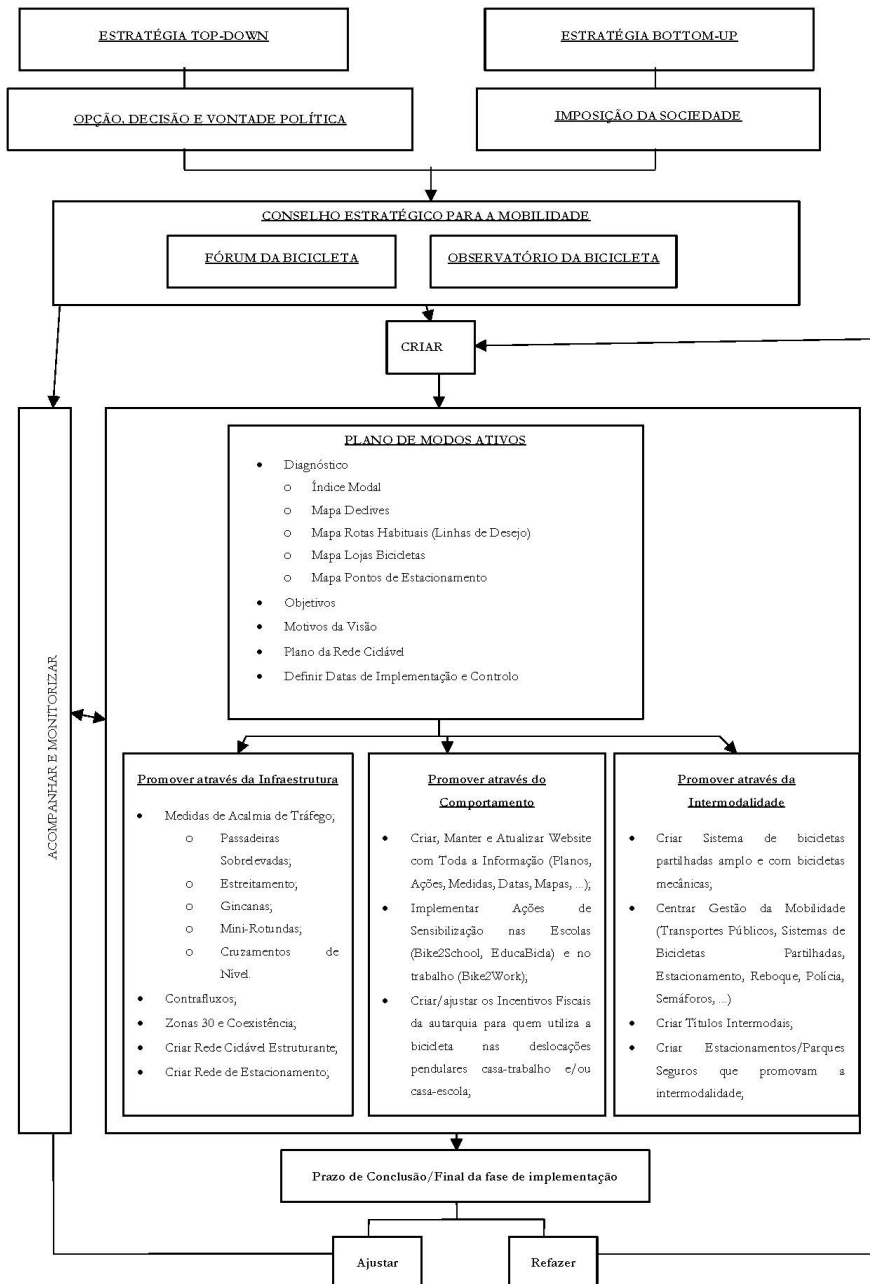 ESTRATÉGIA TOP-DOWN
ESTRATÉGIA BOTTOM-UP
OPÇÃO, DECISÃO E VONTADE POLÍTICA
IMPOSIÇÃO DA SOCIEDADE
CONSELHO ESTRATÉGICO PARA A MOBILIDADE
FÓRUM DA BICICLETA
OBSERVATÓRIO DA BICICLETA
CRIAR
ACOMPANHAR E MONITORIZAR
PLANO DE MODOS ATIVOS
• Diagnóstico
o Índice Modal
o Mapa Declives
o Mapa Rotas Habituais (Linhas de Desejo)
o Mapa Lojas Bicicletas
o Mapa Pontos de Estacionamento
• Objetivos
• Motivos da Visão
• Plano da Rede Ciclável
• Definir Datas de Implementação e Controlo
Promover através da Infraestrutura
• Medidas de Acalmia de Tráfego;
o Passadeiras
Sobrelevadas;
o Estreitamento;
o Gincanas;
o Mini-Rotundas;
o Cruzamentos de
Nível.
• Contrafluxos;
• Zonas 30 e Coexistência;
• Criar Rede Ciclável Estruturante;
• Criar Rede de Estacionamento;
Promover através do
Comportamento
• Criar, Manter e Atualizar Website
com Toda a Informação (Planos,
Ações, Medidas, Datas, Mapas, ...);
• Implementar Ações de
Sensibilização nas Escolas
(Bike2School, EducaBicla) e no
trabalho (Bike2Work);
• Criar/ajustar os Incentivos Fiscais
da autarquia para quem utiliza a
bicicleta nas deslocações
pendulares casa-trabalho e/ou
casa-escola;
Promover através da
Intermodalidade
• Criar Sistema de bicicletas
partilhadas amplo e com bicicletas
mecânicas;
• Centrar Gestão da Mobilidade
(Transportes Públicos, Sistemas de
Bicicletas Partilhadas,
Estacionamento, Reboque, Polícia,
Semáforos, ...)
• Criar Títulos Intermodais;
• Criar Estacionamentos/Parques
Seguros que promovam a
intermodalidade;
Prazo de Conclusão/Final da fase de implementação
Ajustar
Refazer